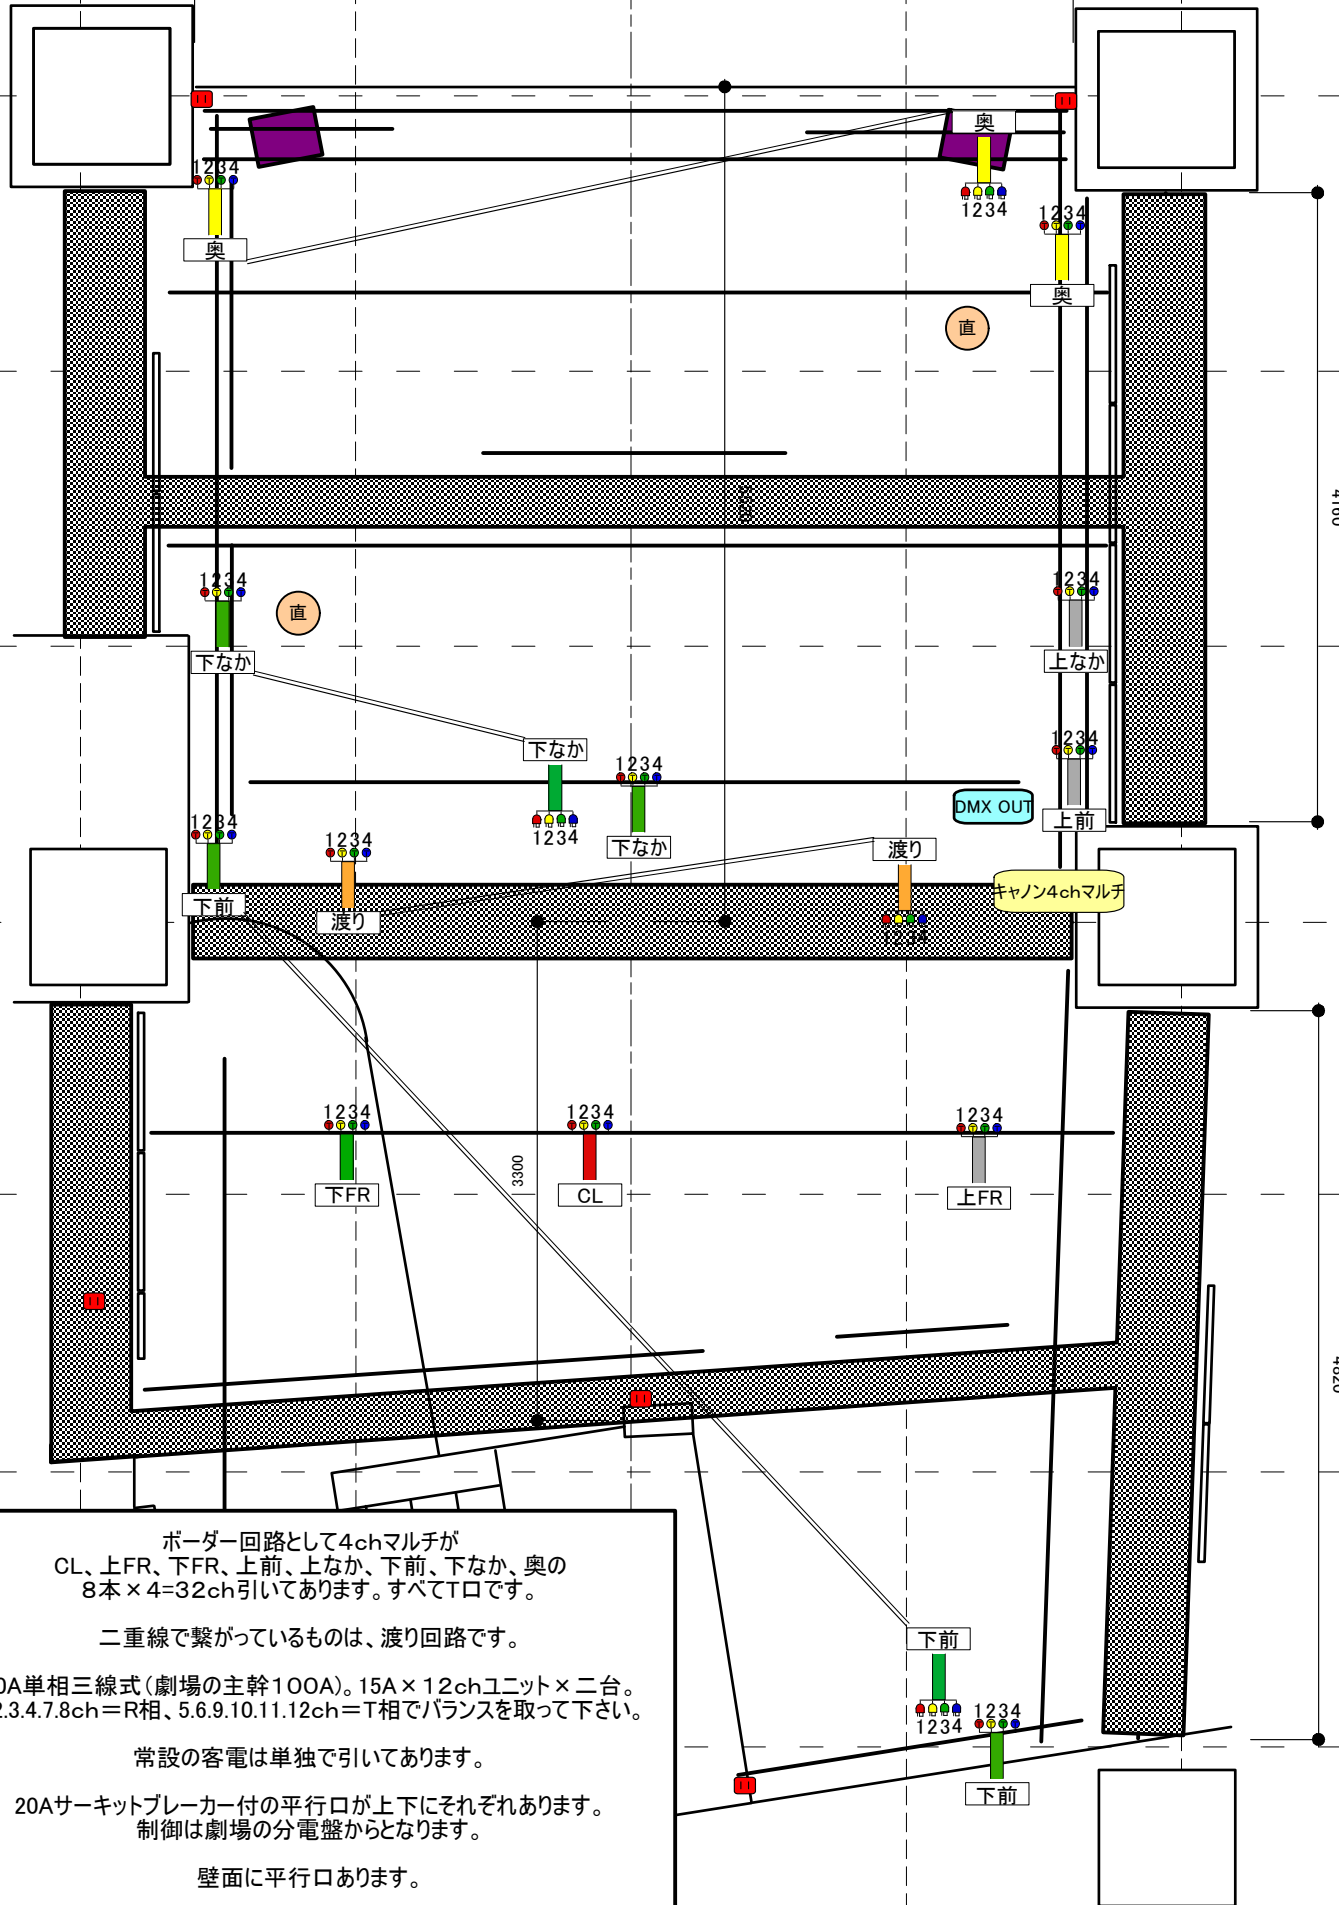 奥
1234
1234
1234
奥
奥
直
1234
直
1234
下なか
上なか
下なか
1234
1234
DMX OUT
1234
下なか
上前
1234
1234
渡り
キャノン4chマルチ
下前
渡り
1234
1234
1234
1234
3300
下FR
CL
上FR
ボーダー回路として4chマルチが
CL、上FR、下FR、上前、上なか、下前、下なか、奥の
8本×4=32ch引いてあります。すべてT口です。
二重線で繋がっているものは、渡り回路です。
0A単相三線式(劇場の主幹100A)。15A×12chユニット×二台。
2.3.4.7.8ch=R相、5.6.9.10.11.12ch=T相でバランスを取って下さい。
常設の客電は単独で引いてあります。
20Aサーキットブレーカー付の平行口が上下にそれぞれあります。
制御は劇場の分電盤からとなります。
壁面に平行口あります。
下前
1234
1234
下前